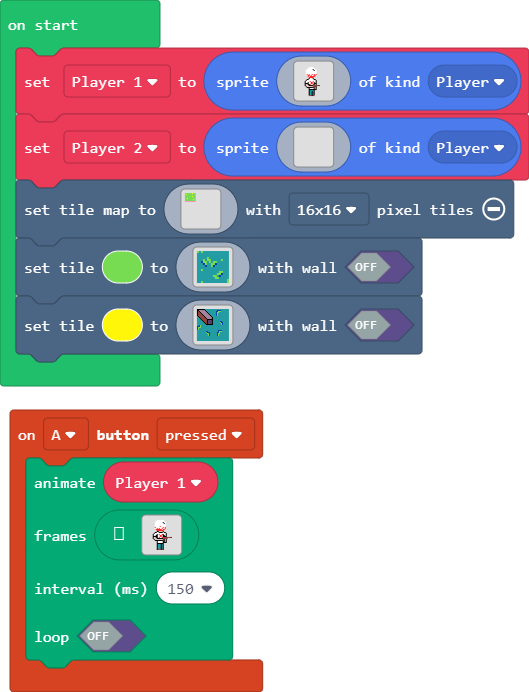 on start
set Player 1 to sprite of kind Player
set Player 2 to sprite of kind Player
set tile map to with 16x16 pixel tiles
set tile to with wall OFF
set tile to with wall OFF
on A button pressed
animate Player 1
frames
interval (ms) 150
loop OFF